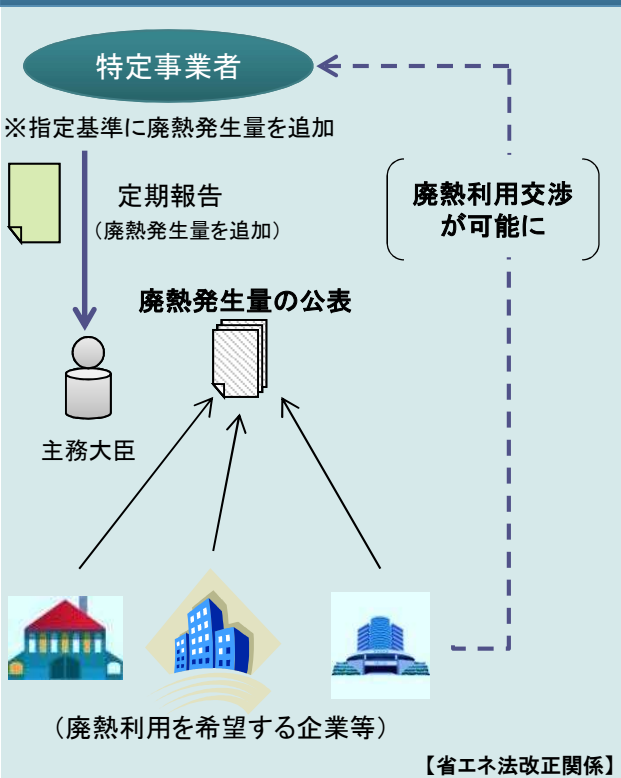 特定事業者
※指定基準に廃熱発生量を追加
定期報告
（廃熱発生量を追加）
廃熱利用交渉
が可能に
廃熱発生量の公表
主務大臣
（廃熱利用を希望する企業等）
【省エネ法改正関係】